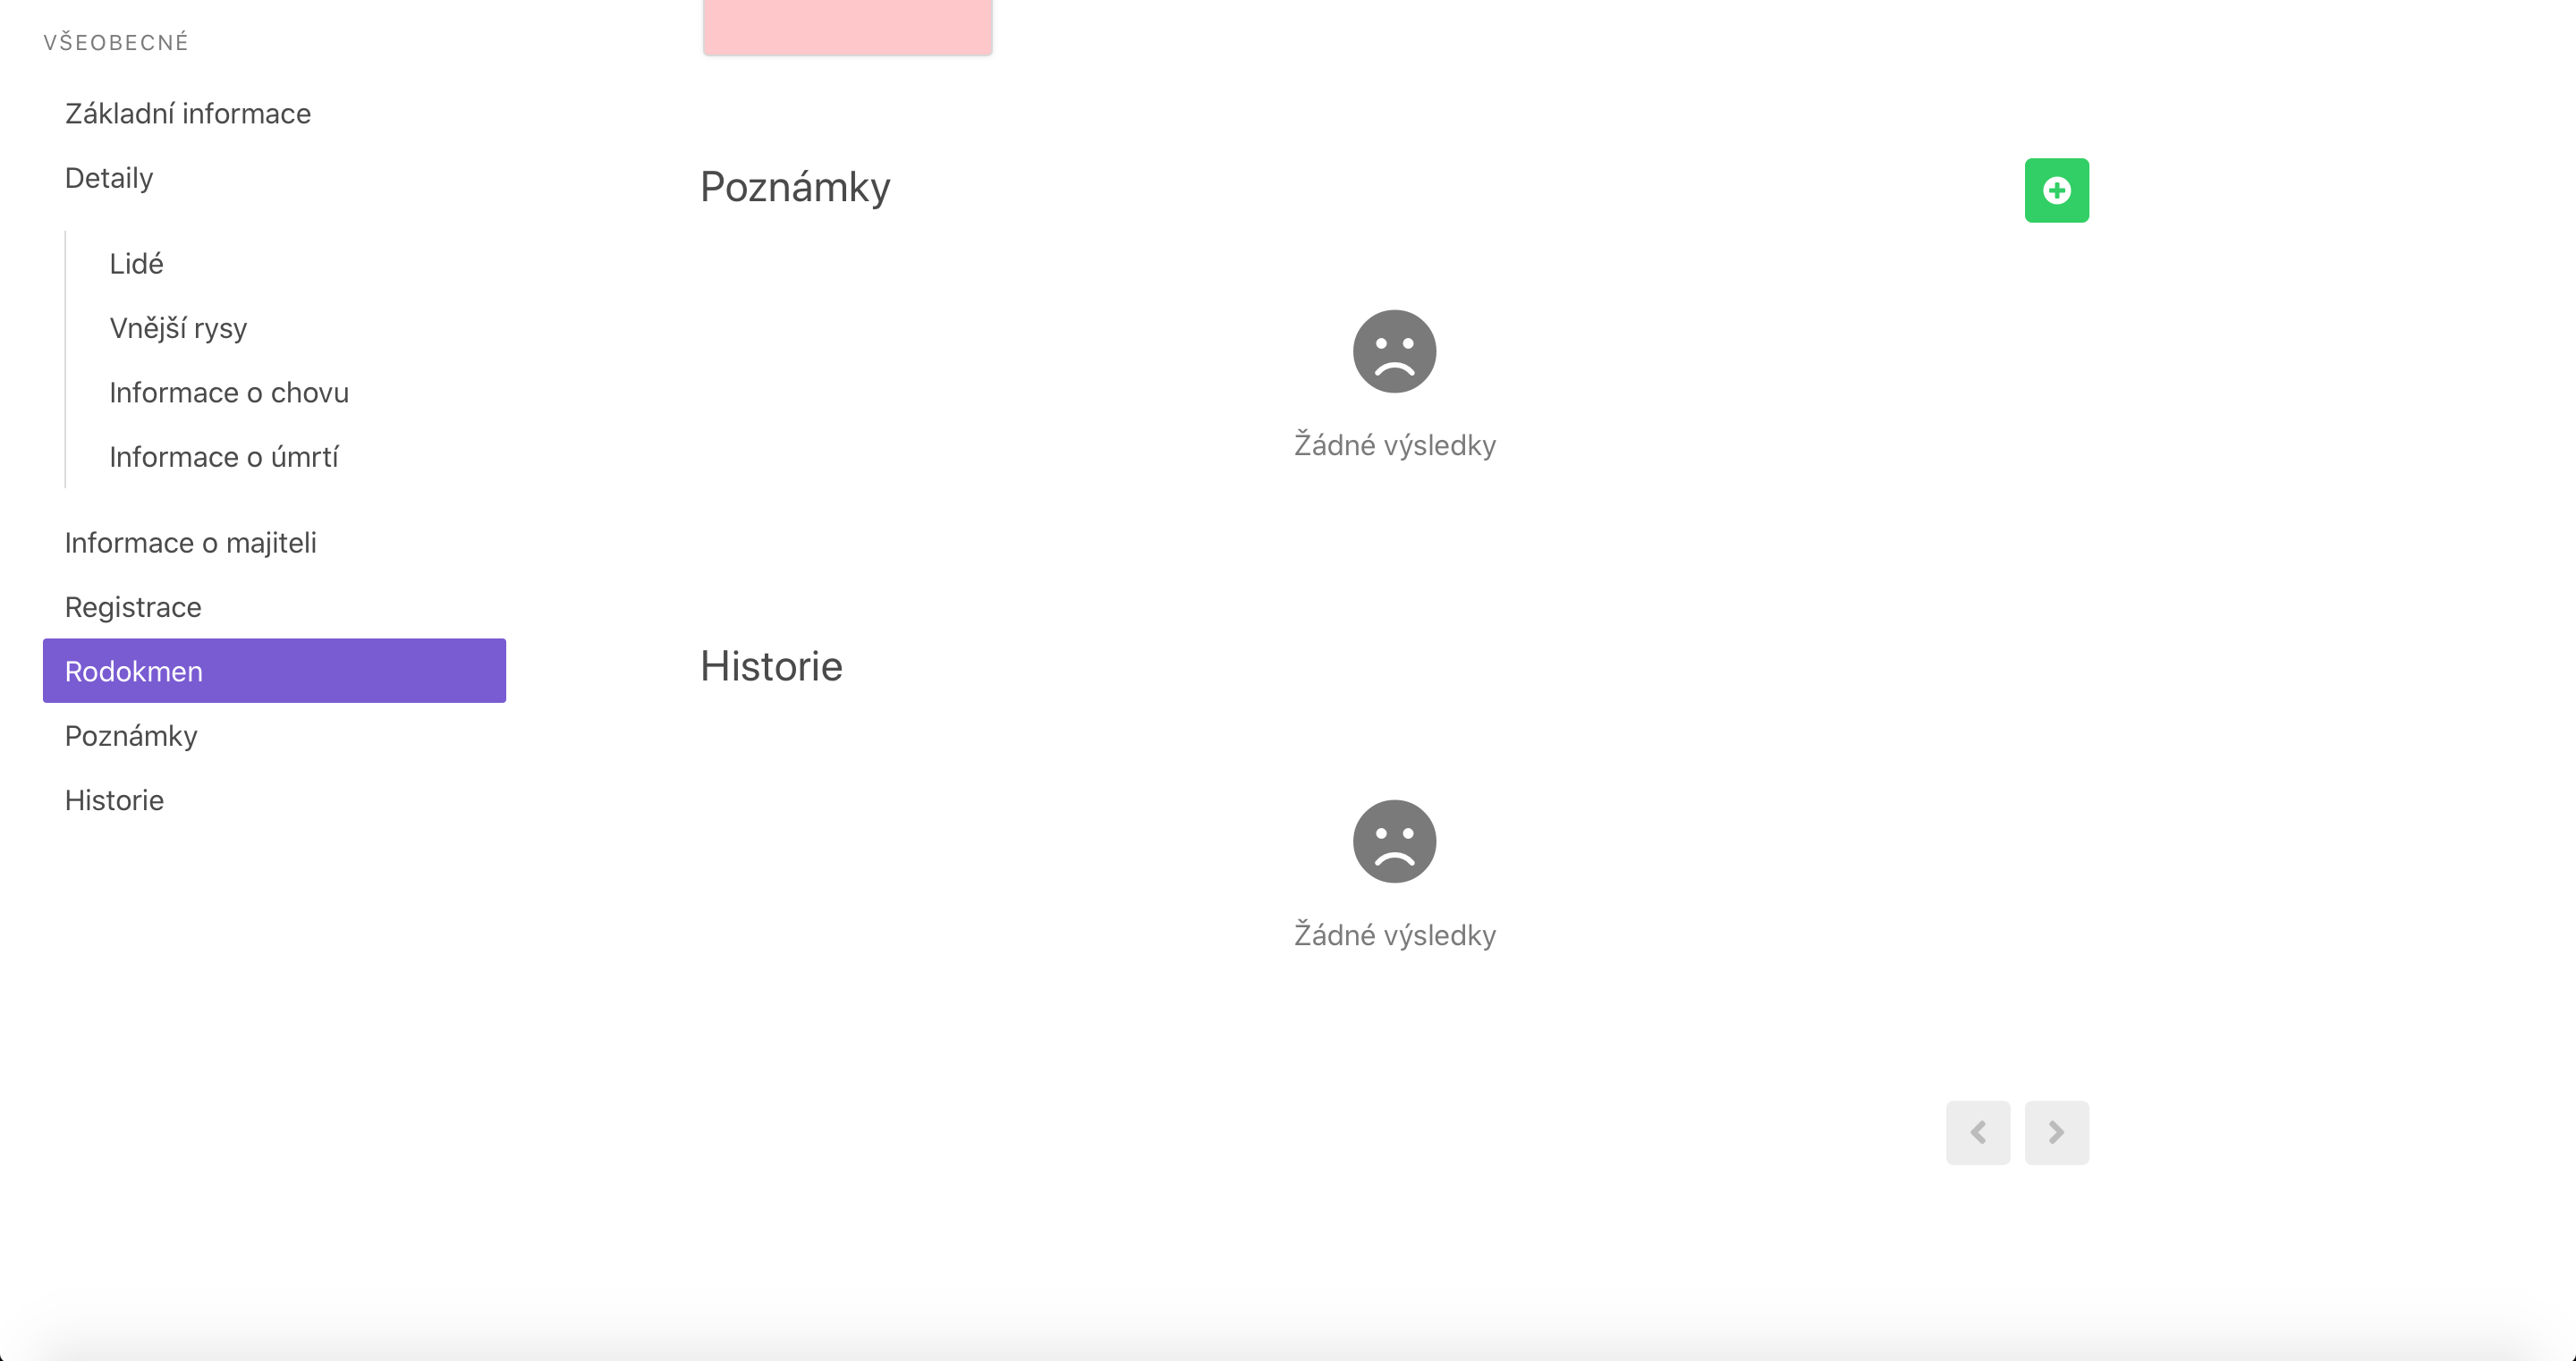 VŠEOBECNÉ
Základní informace
Detaily
Lidé
Vnější rysy
Informace o chovu
Informace o úmrtí
Informace o majiteli
Registrace
Rodokmen
Poznámky
Historie
Poznámky
Žádné výsledky
Historie
Žádné výsledky